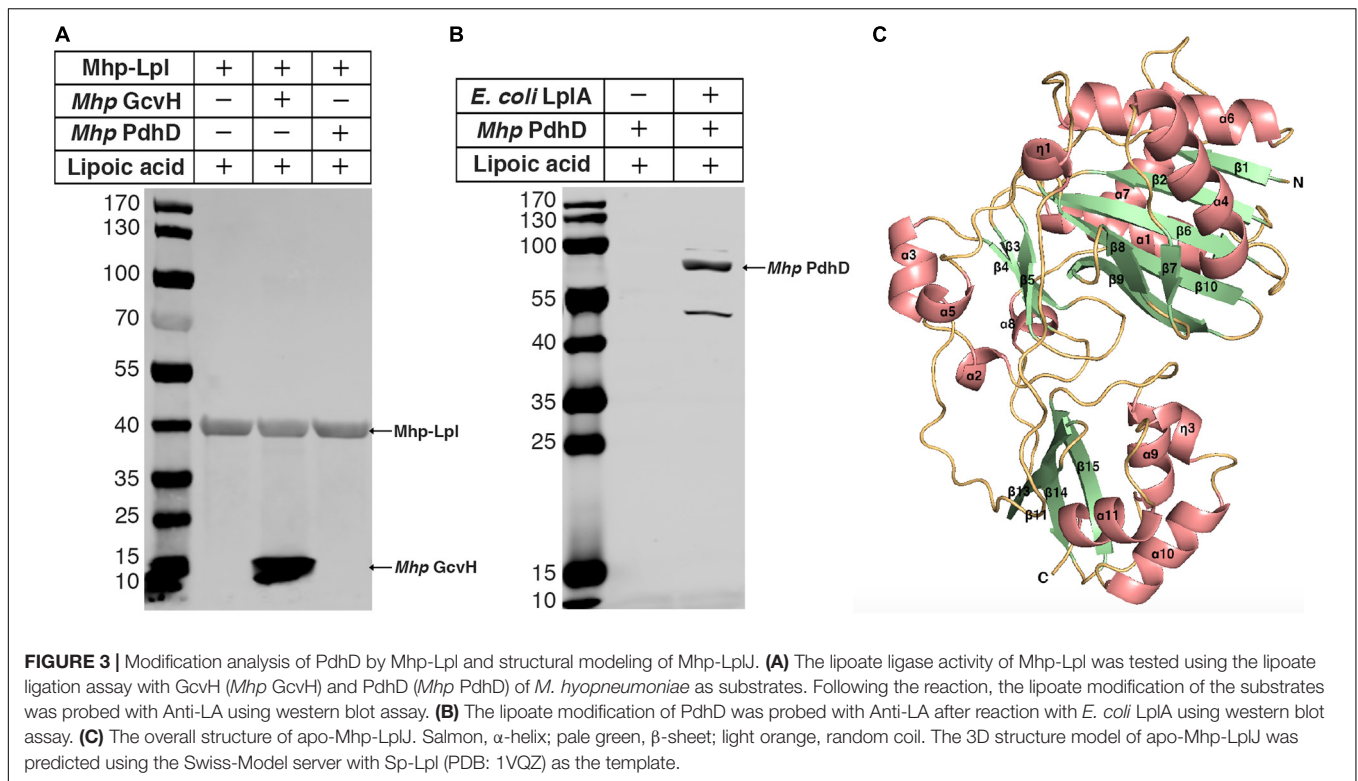 A
Mhp-Lpl + + +
Mhp GcvH − + −
Mhp PdhD − − +
Lipoic acid + + +
170
130
100
70
55
40
35
25
15
10
Mhp-Lpl
Mhp GcvH
B
E. coli LplA − +
Mhp PdhD + +
Lipoic acid + +
170
130
100
55
40
35
25
15
10
Mhp PdhD
C
α6
η1
β1
β2
N
α7
α4
α1
β6
β3
β8
α3
β4
β7
β5
β9
β10
α5
α8
α2
η3
α9
β15
β13
β14
β11
α11
α10
C
FIGURE 3 | Modification analysis of PdhD by Mhp-Lpl and structural modeling of Mhp-LplJ. (A) The lipoate ligase activity of Mhp-Lpl was tested using the lipoate
ligation assay with GcvH (Mhp GcvH) and PdhD (Mhp PdhD) of M. hyopneumoniae as substrates. Following the reaction, the lipoate modification of the substrates
was probed with Anti-LA using western blot assay. (B) The lipoate modification of PdhD was probed with Anti-LA after reaction with E. coli LplA using western blot
assay. (C) The overall structure of apo-Mhp-LplJ. Salmon, α-helix; pale green, β-sheet; light orange, random coil. The 3D structure model of apo-Mhp-LplJ was
predicted using the Swiss-Model server with Sp-Lpl (PDB: 1VQZ) as the template.